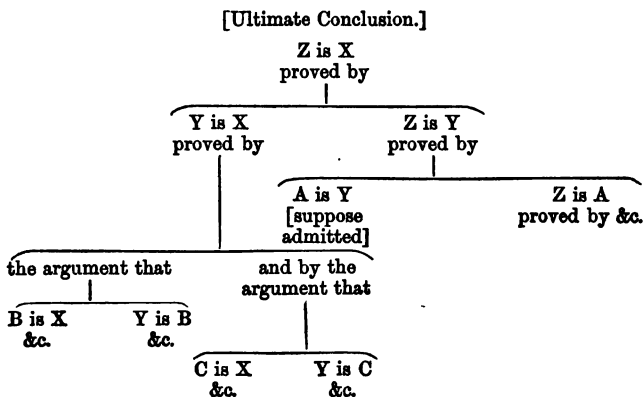 [Ultimate Conclusion.]
Z is X
proved by
Y is X Z is Y
proved by proved by
A is Y Z is A
[suppose proved by &c.
admitted]
the argument that and by the
argument that
B is X Y is B
&c. &c.
C is X Y is C
&c. &c.